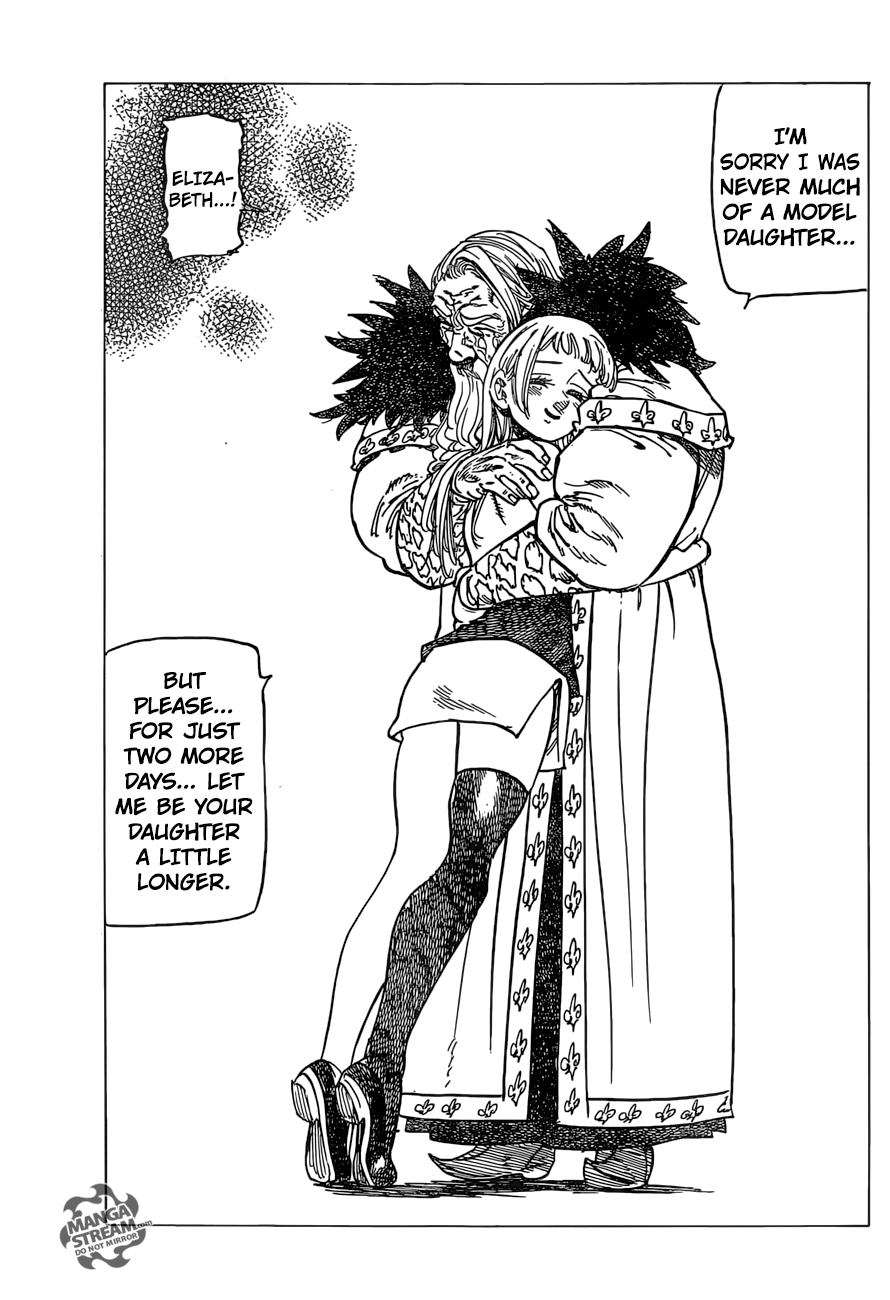 I'M
SORRY I WAS
NEVER MUCH
OF A MODEL
DAUGHTER...
ELIZA-
BETH...!
BUT
PLEASE...
FOR JUST
TWO MORE
DAYS... LET
ME BE YOUR
DAUGHTER
A LITTLE
LONGER.
MANGA
STREAM.com
DO NOT MIRROR